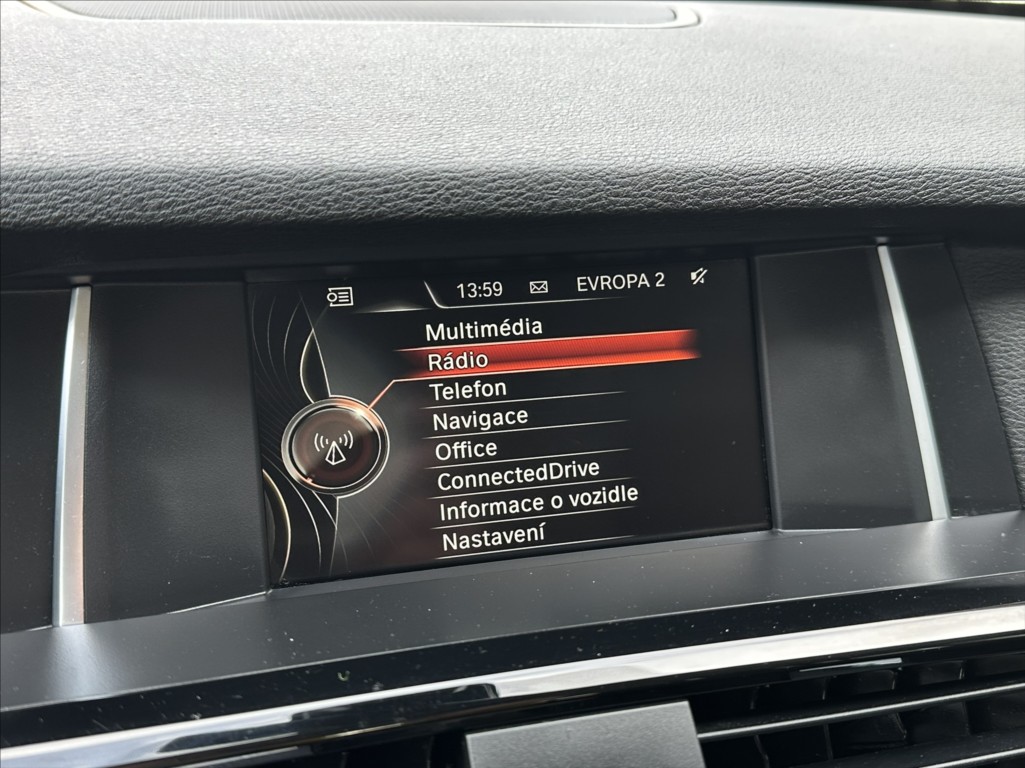 13:59 EVROPA 2
Multimédia
Rádio
Telefon
Navigace
Office
ConnectedDrive
Informace o vozidle
Nastavení